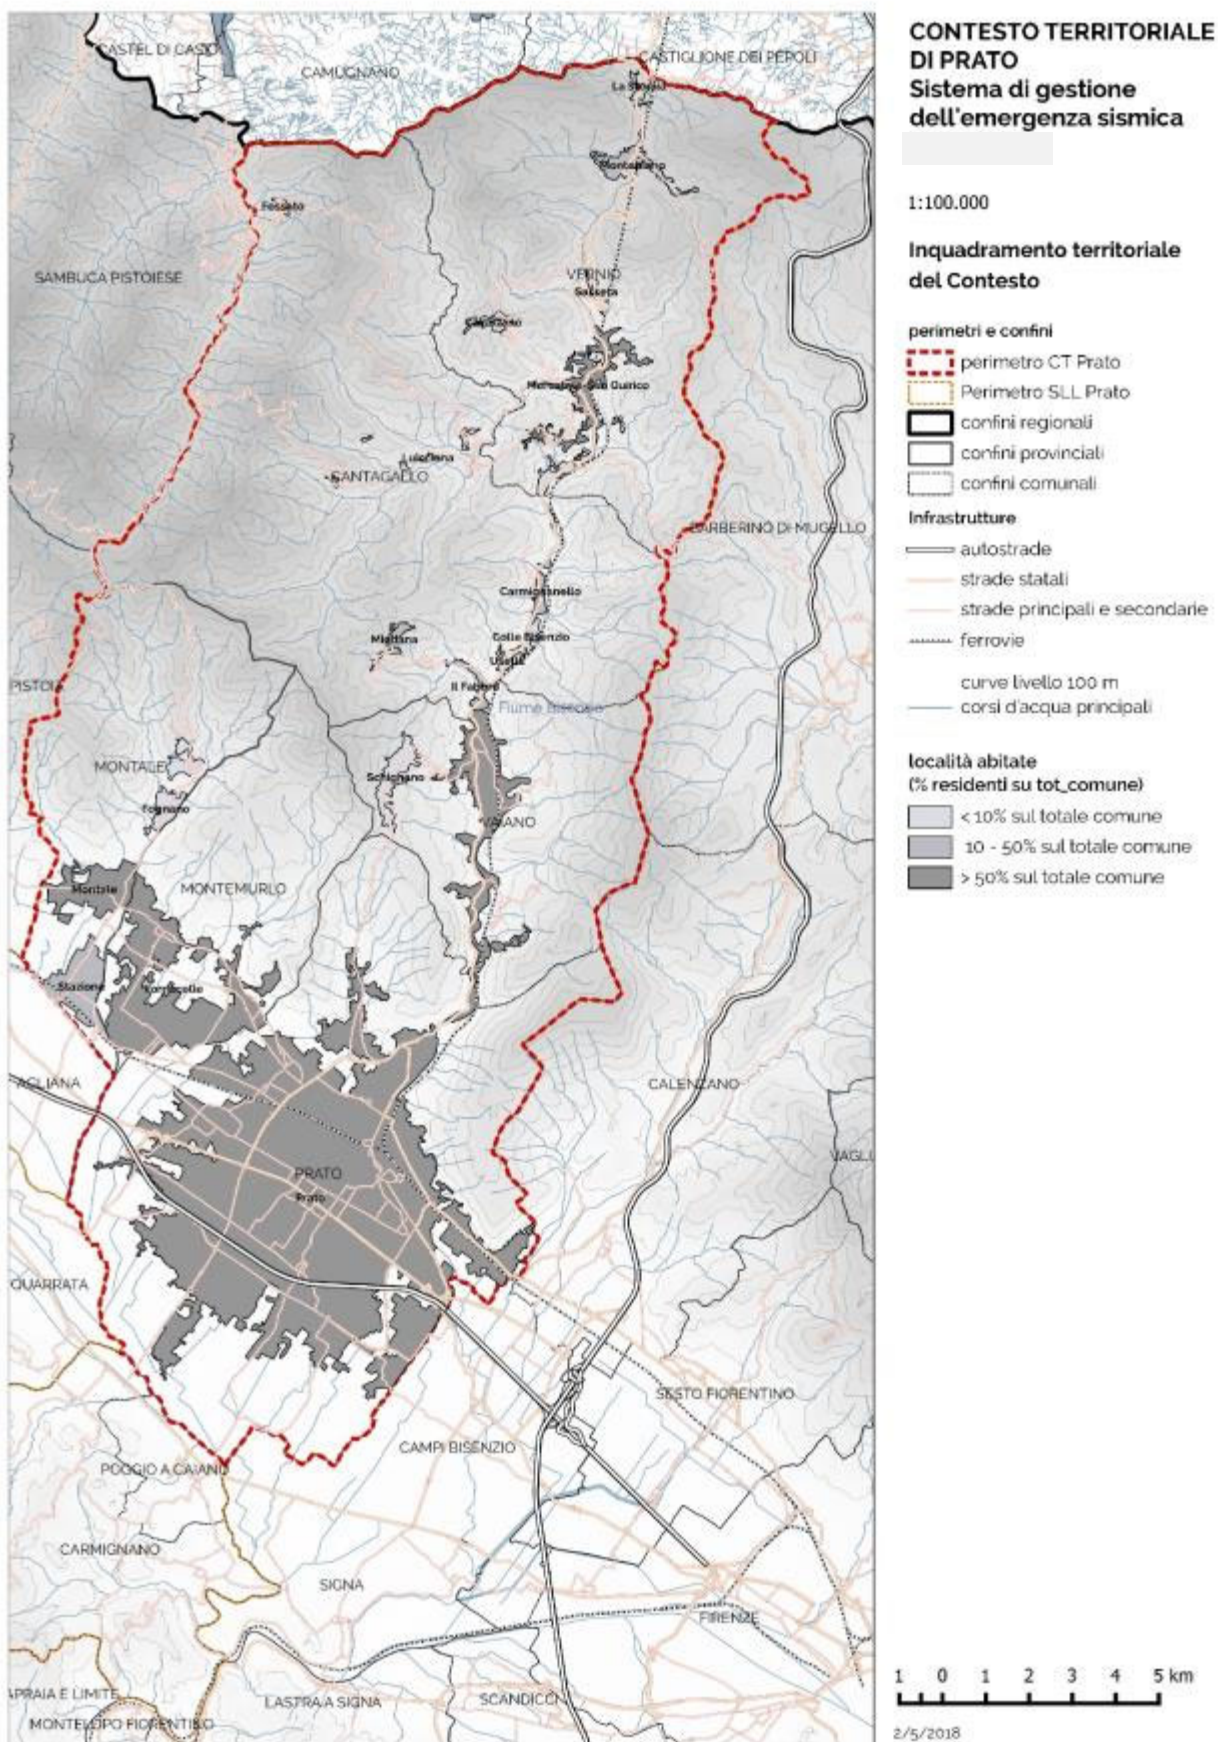 CONTESTO TERRITORIALE
DI PRATO
Sistema di gestione
dell'emergenza sismica
1:100.000
Inquadramento territoriale
del Contesto
perimetri e confini
perimetro CT Prato
Perimetro SLL Prato
confini regionali
confini provinciali
confini comunali
Infrastrutture
autostrade
strade statali
strade principali e secondarie
ferrovie
curve livello 100 m
corsi d'acqua principali
località abitate
(% residenti su tot_comune)
< 10% sul totale comune
10 - 50% sul totale comune
> 50% sul totale comune
1 0 1 2 3 4 5 km
2/5/2018
CASTEL DI CASIO
CAMUGNANO
CASTIGLIONE DEI PEPOLI
Montepiano
Fossato
SAMBUCA PISTOIESE
VERNIO
Sasseta
Mercatale-San Quirico
Luicciana
CANTAGALLO
BARBERINO DI MUGELLO
Carmignanello
Migliana
Colle Bisenzio
Usella
Il Fabbro
PISTOIA
Fiume Bisenzio
MONTALE
Schignano
Tognano
VAIANO
Montale
MONTEMURLO
Stazione
AGLIANA
CALENZANO
VAGLI
PRATO
Prato
QUARRATA
SESTO FIORENTINO
CAMPI BISENZIO
POGGIO A CAIANO
CARMIGNANO
SIGNA
FIRENZE
APRAIA E LIMITE
LASTRA A SIGNA
SCANDICCI
MONTELUPO FIORENTINO